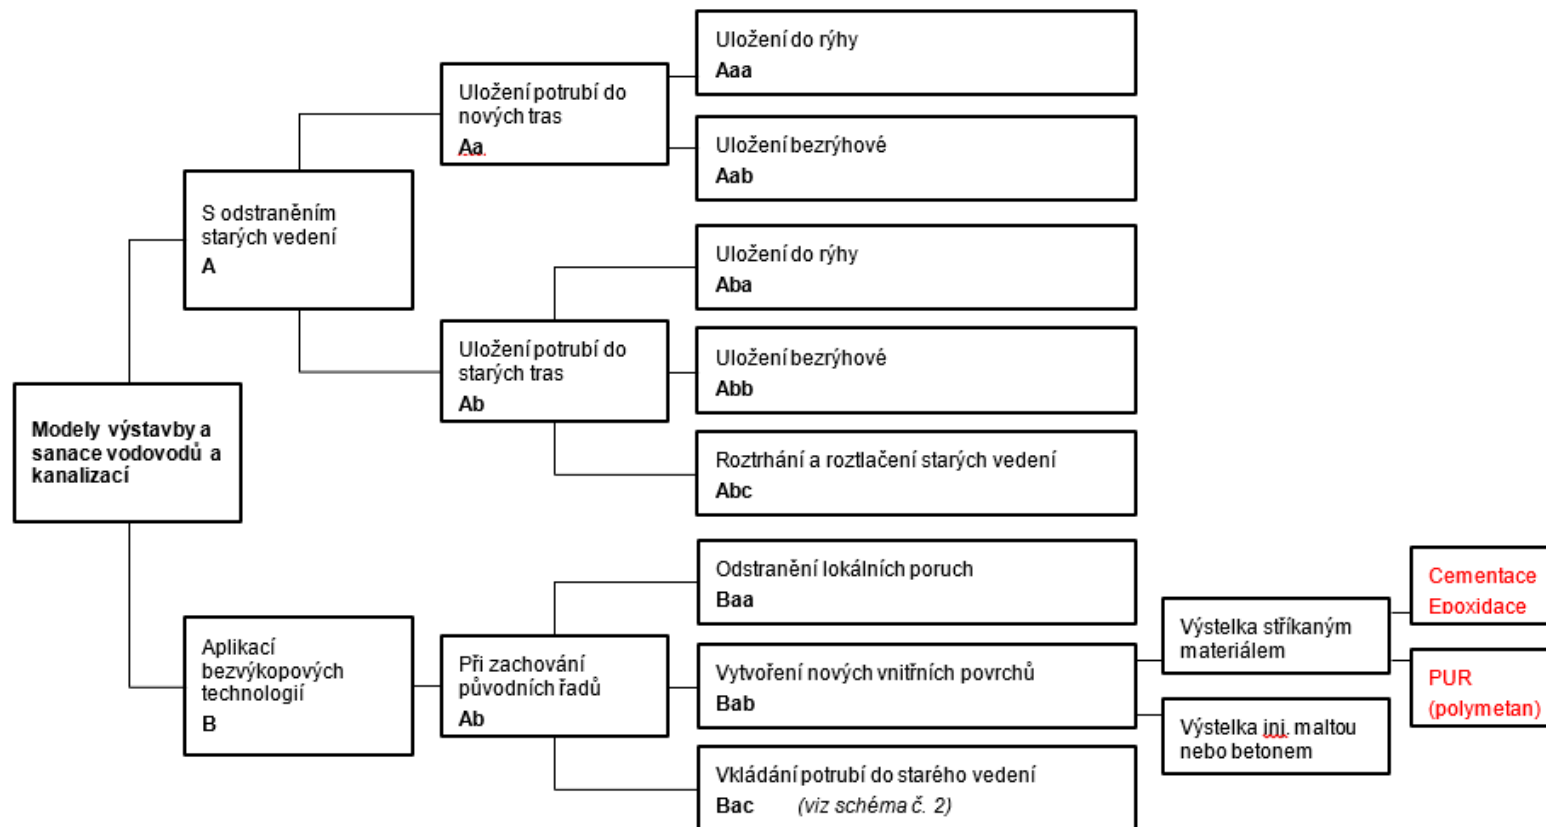 Modely výstavby a
sanace vodovodů a
kanalizací
S odstraněním
starých vedení
A
Uložení potrubí do
nových tras
Aa
Uložení do rýhy
Aaa
Uložení bezrýhové
Aab
Uložení potrubí do
starých tras
Ab
Uložení do rýhy
Aba
Uložení bezrýhové
Abb
Roztrhání a roztlačení starých vedení
Abc
Aplikací
bezvýkopových
technologií
B
Při zachování
původních řadů
Ab
Odstranění lokálních poruch
Baa
Vytvoření nových vnitřních povrchů
Bab
Výstelka stříkaným
materiálem
Cementace
Epoxidace
PUR
(polymetan)
Výstelka inj. maltou
nebo betonem
Vkládání potrubí do starého vedení
Bac (viz schéma č. 2)